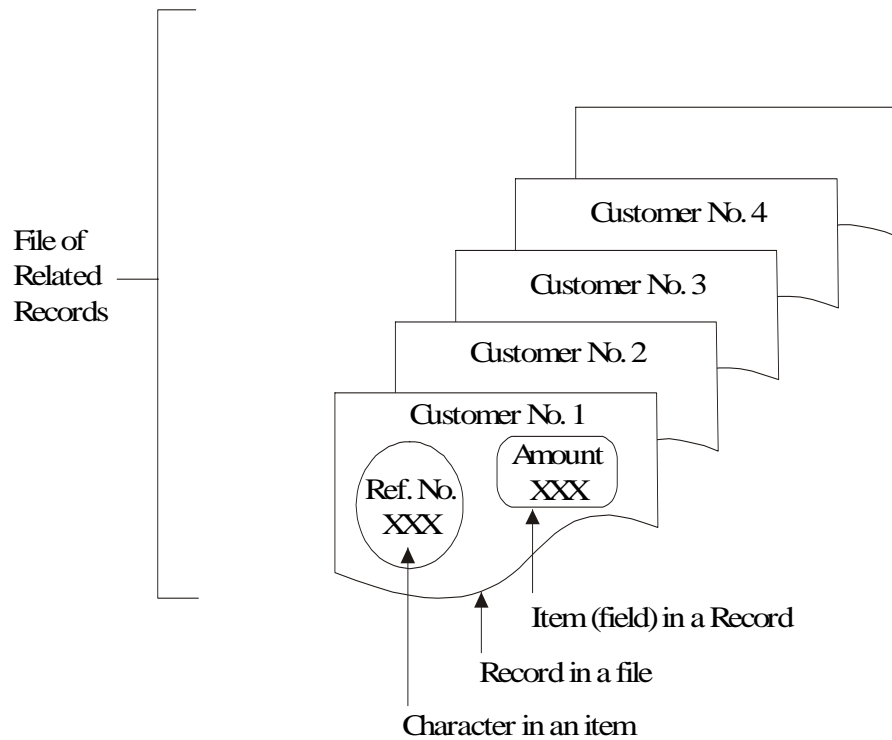 Customer No. 4
File of
Related
Records
Customer No. 3
Customer No. 2
Customer No. 1
Ref. No.
XXX
Amount
XXX
Item (field) in a Record
Record in a file
Character in an item